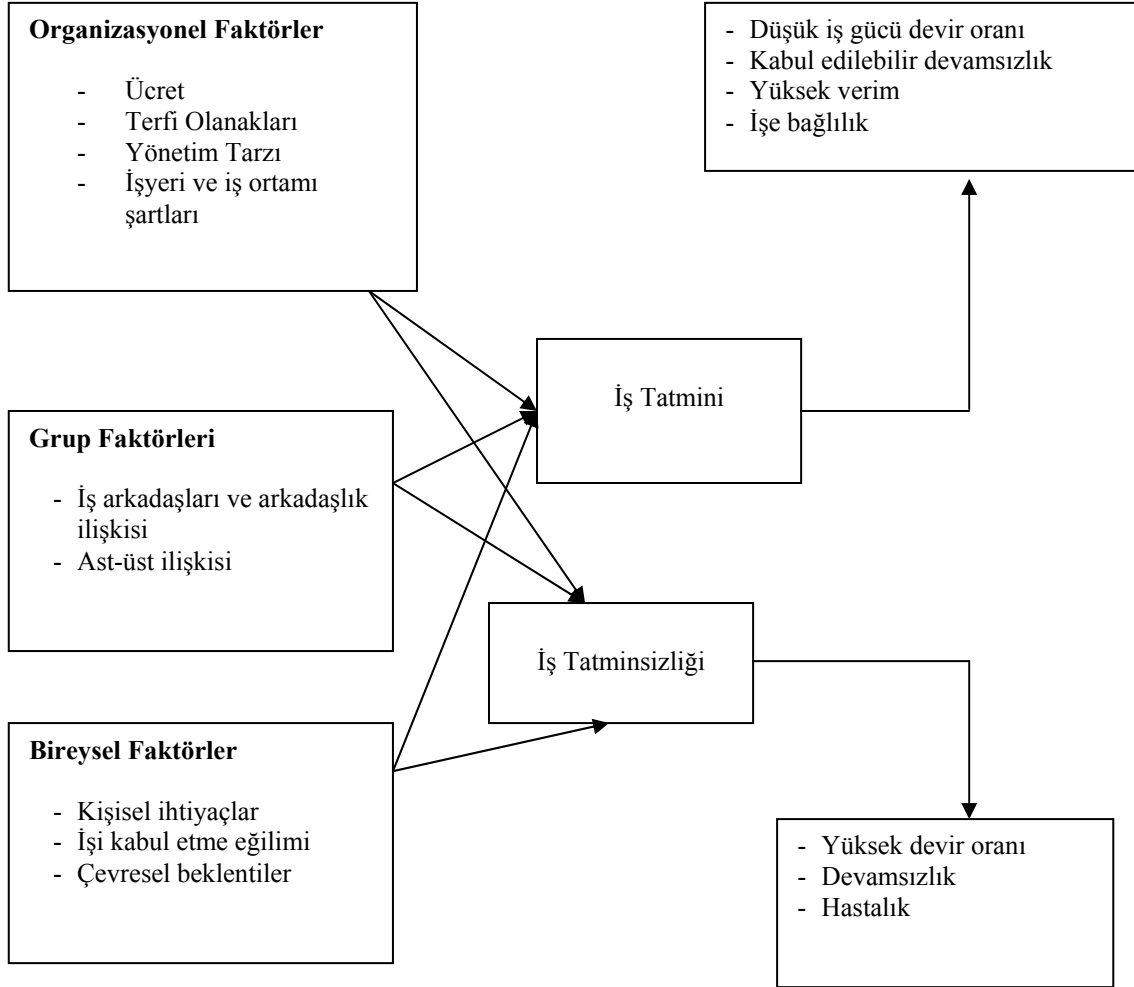 Organizasyonel Faktörler
- Ücret
- Terfi Olanakları
- Yönetim Tarzı
- İşyeri ve iş ortamı
şartları
- Düşük iş gücü devir oranı
- Kabul edilebilir devamsızlık
- Yüksek verim
- İşe bağlılık
İş Tatmini
Grup Faktörleri
- İş arkadaşları ve arkadaşlık
ilişkisi
- Ast-üst ilişkisi
İş Tatminsizliği
Bireysel Faktörler
- Kişisel ihtiyaçlar
- İşi kabul etme eğilimi
- Çevresel beklentiler
- Yüksek devir oranı
- Devamsızlık
- Hastalık